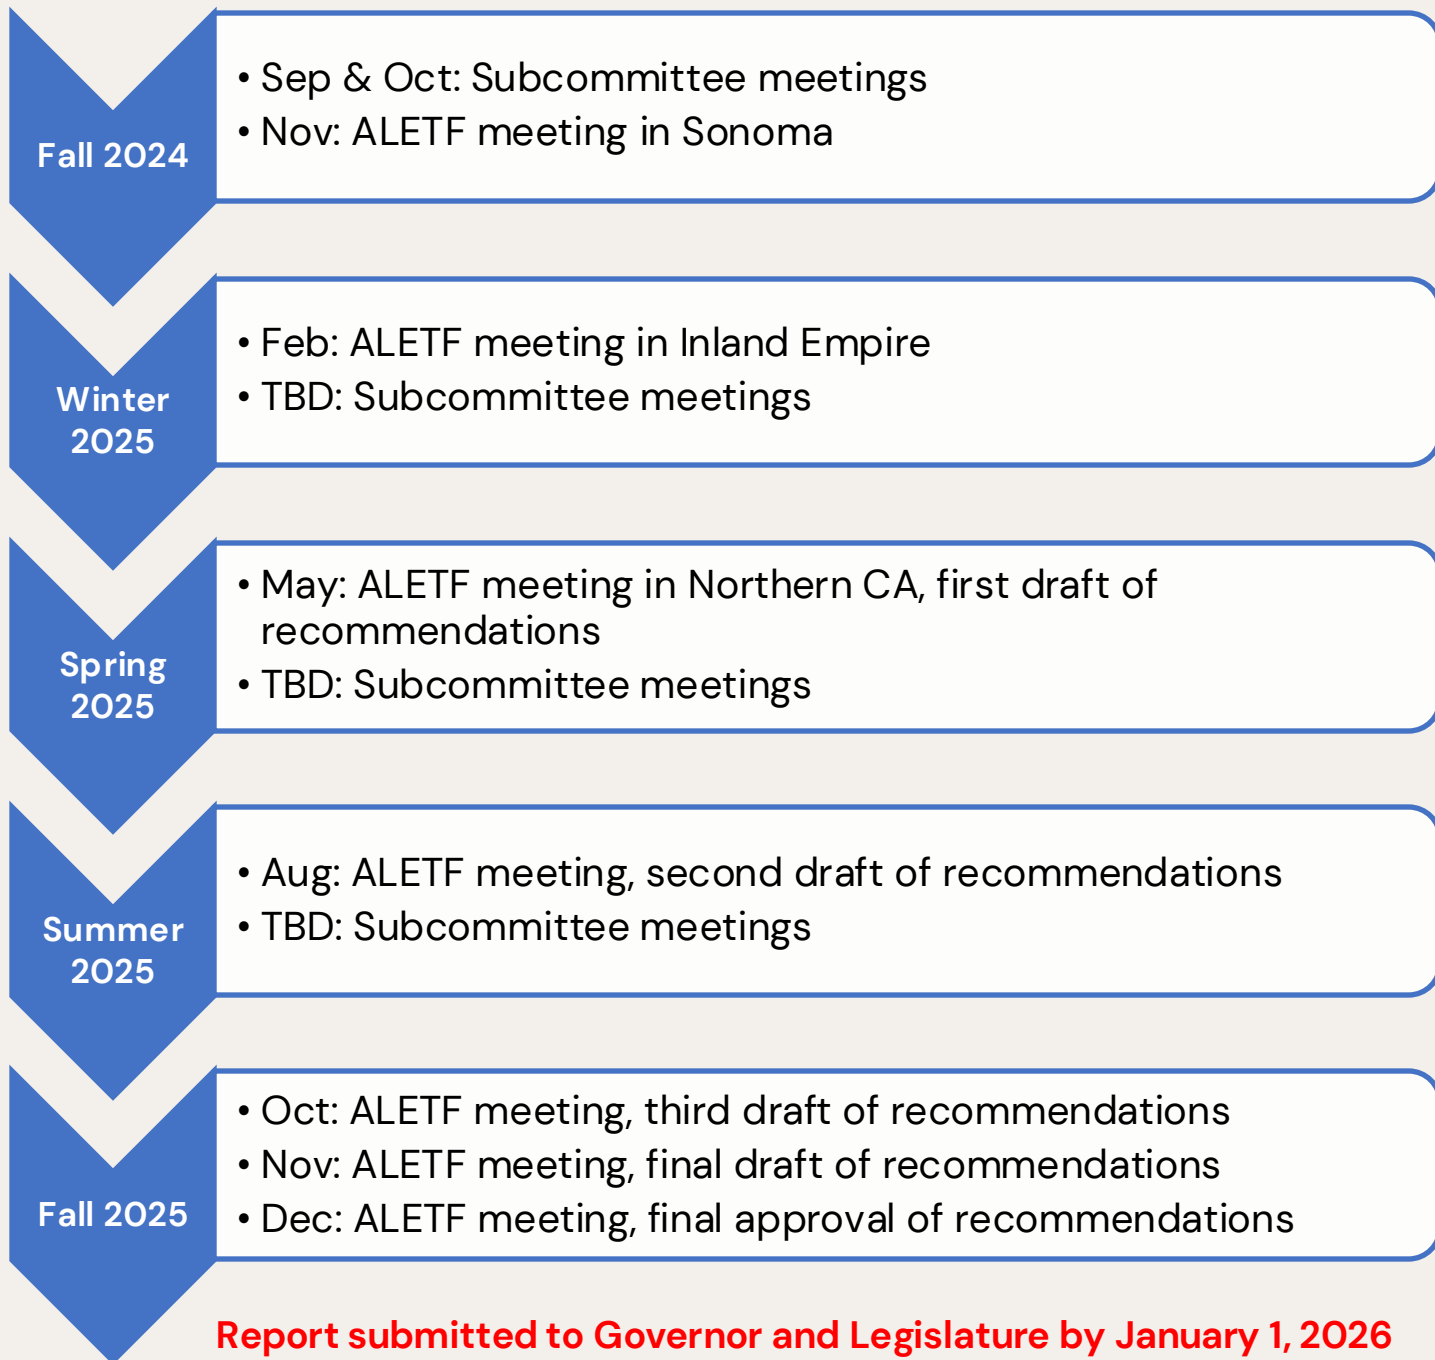 Fall 2024
• Sep & Oct: Subcommittee meetings
• Nov: ALETF meeting in Sonoma
Winter
2025
• Feb: ALETF meeting in Inland Empire
• TBD: Subcommittee meetings
Spring
2025
• May: ALETF meeting in Northern CA, first draft of
recommendations
• TBD: Subcommittee meetings
Summer
2025
• Aug: ALETF meeting, second draft of recommendations
• TBD: Subcommittee meetings
Fall 2025
• Oct: ALETF meeting, third draft of recommendations
• Nov: ALETF meeting, final draft of recommendations
• Dec: ALETF meeting, final approval of recommendations
Report submitted to Governor and Legislature by January 1, 2026